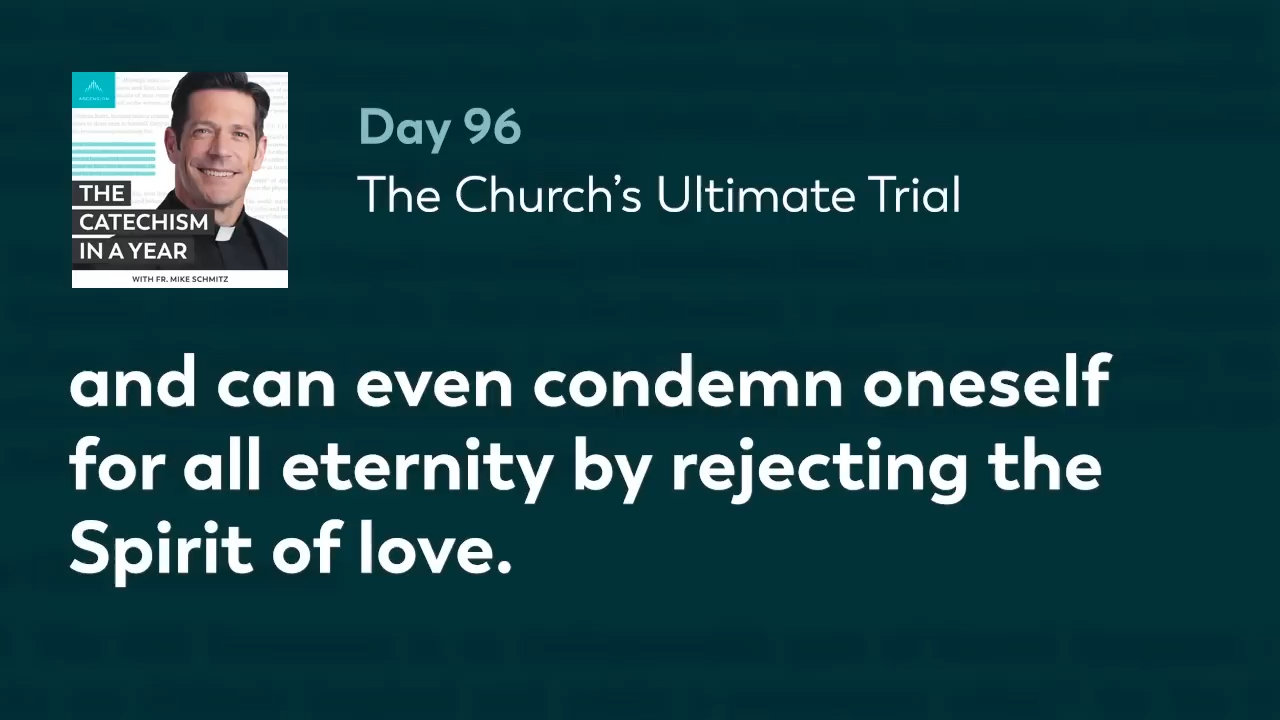 ASCENSION
THE
CATECHISM
IN A YEAR
WITH FR. MIKE SCHMITZ
Day 96
The Church’s Ultimate Trial
and can even condemn oneself
for all eternity by rejecting the
Spirit of love.